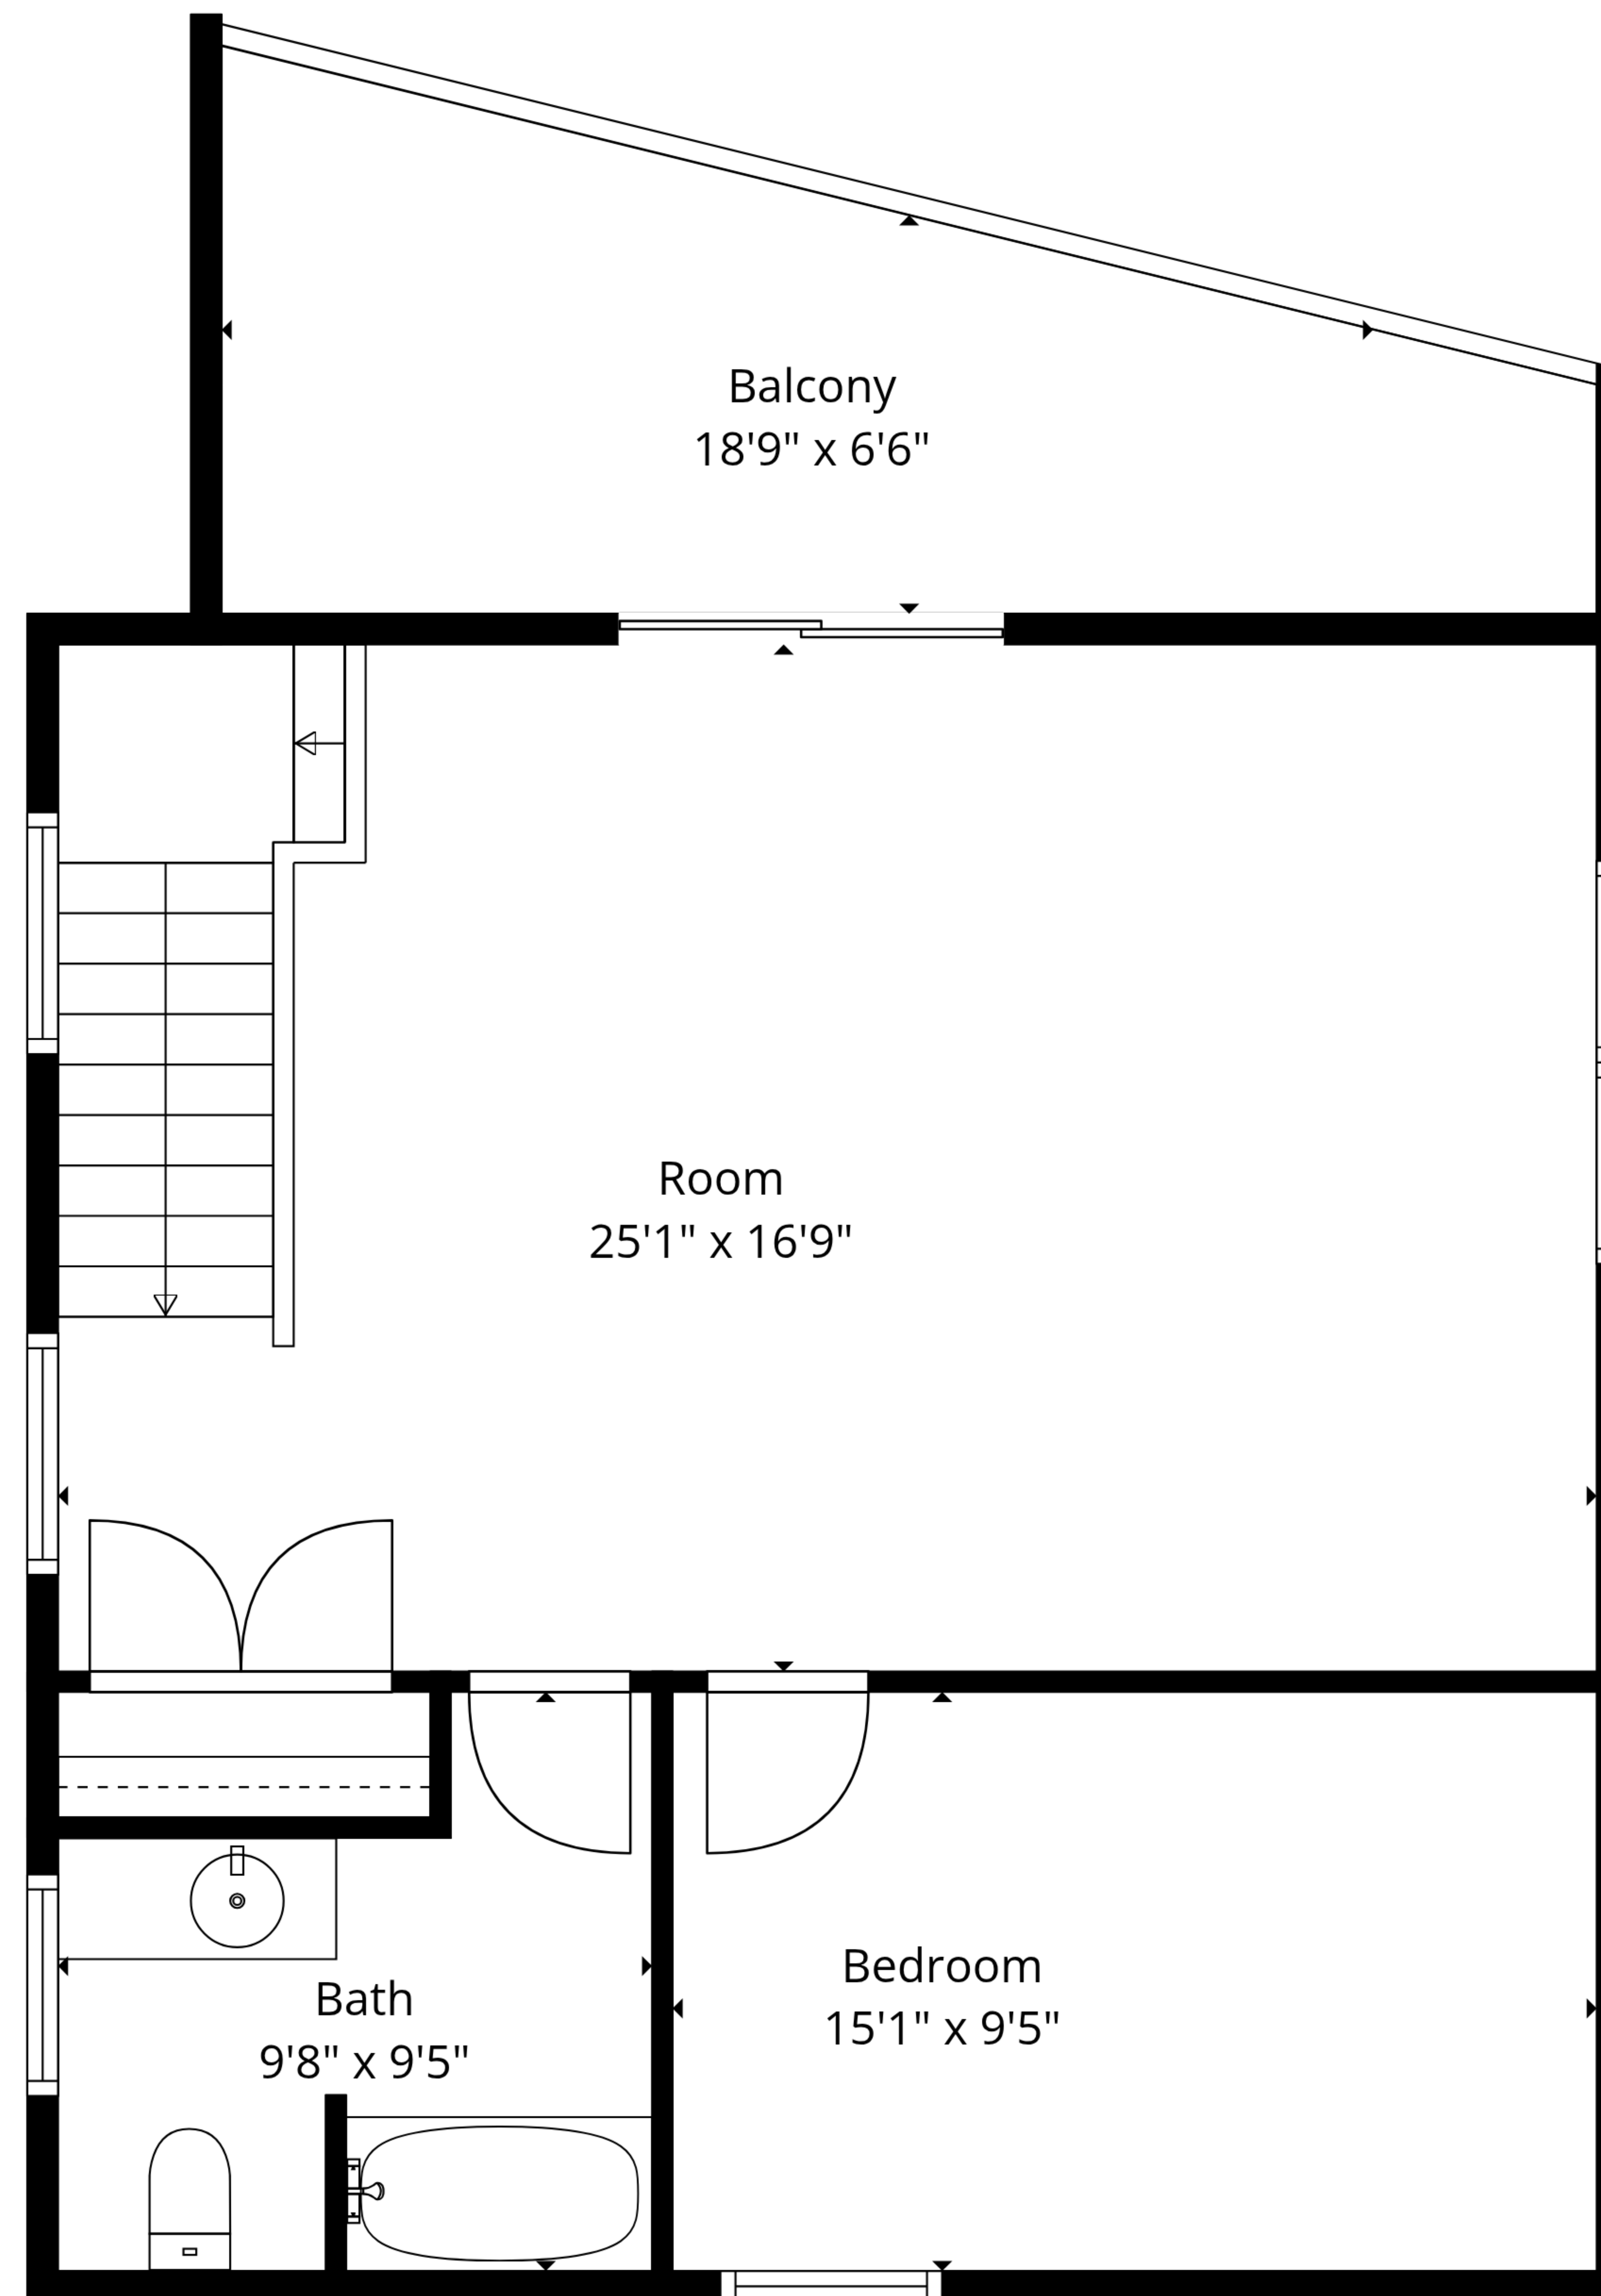 Balcony
18'9" x 6'6"
Room
25'1" x 16'9"
Bedroom
15'1" x 9'5"
Bath
9'8" x 9'5"